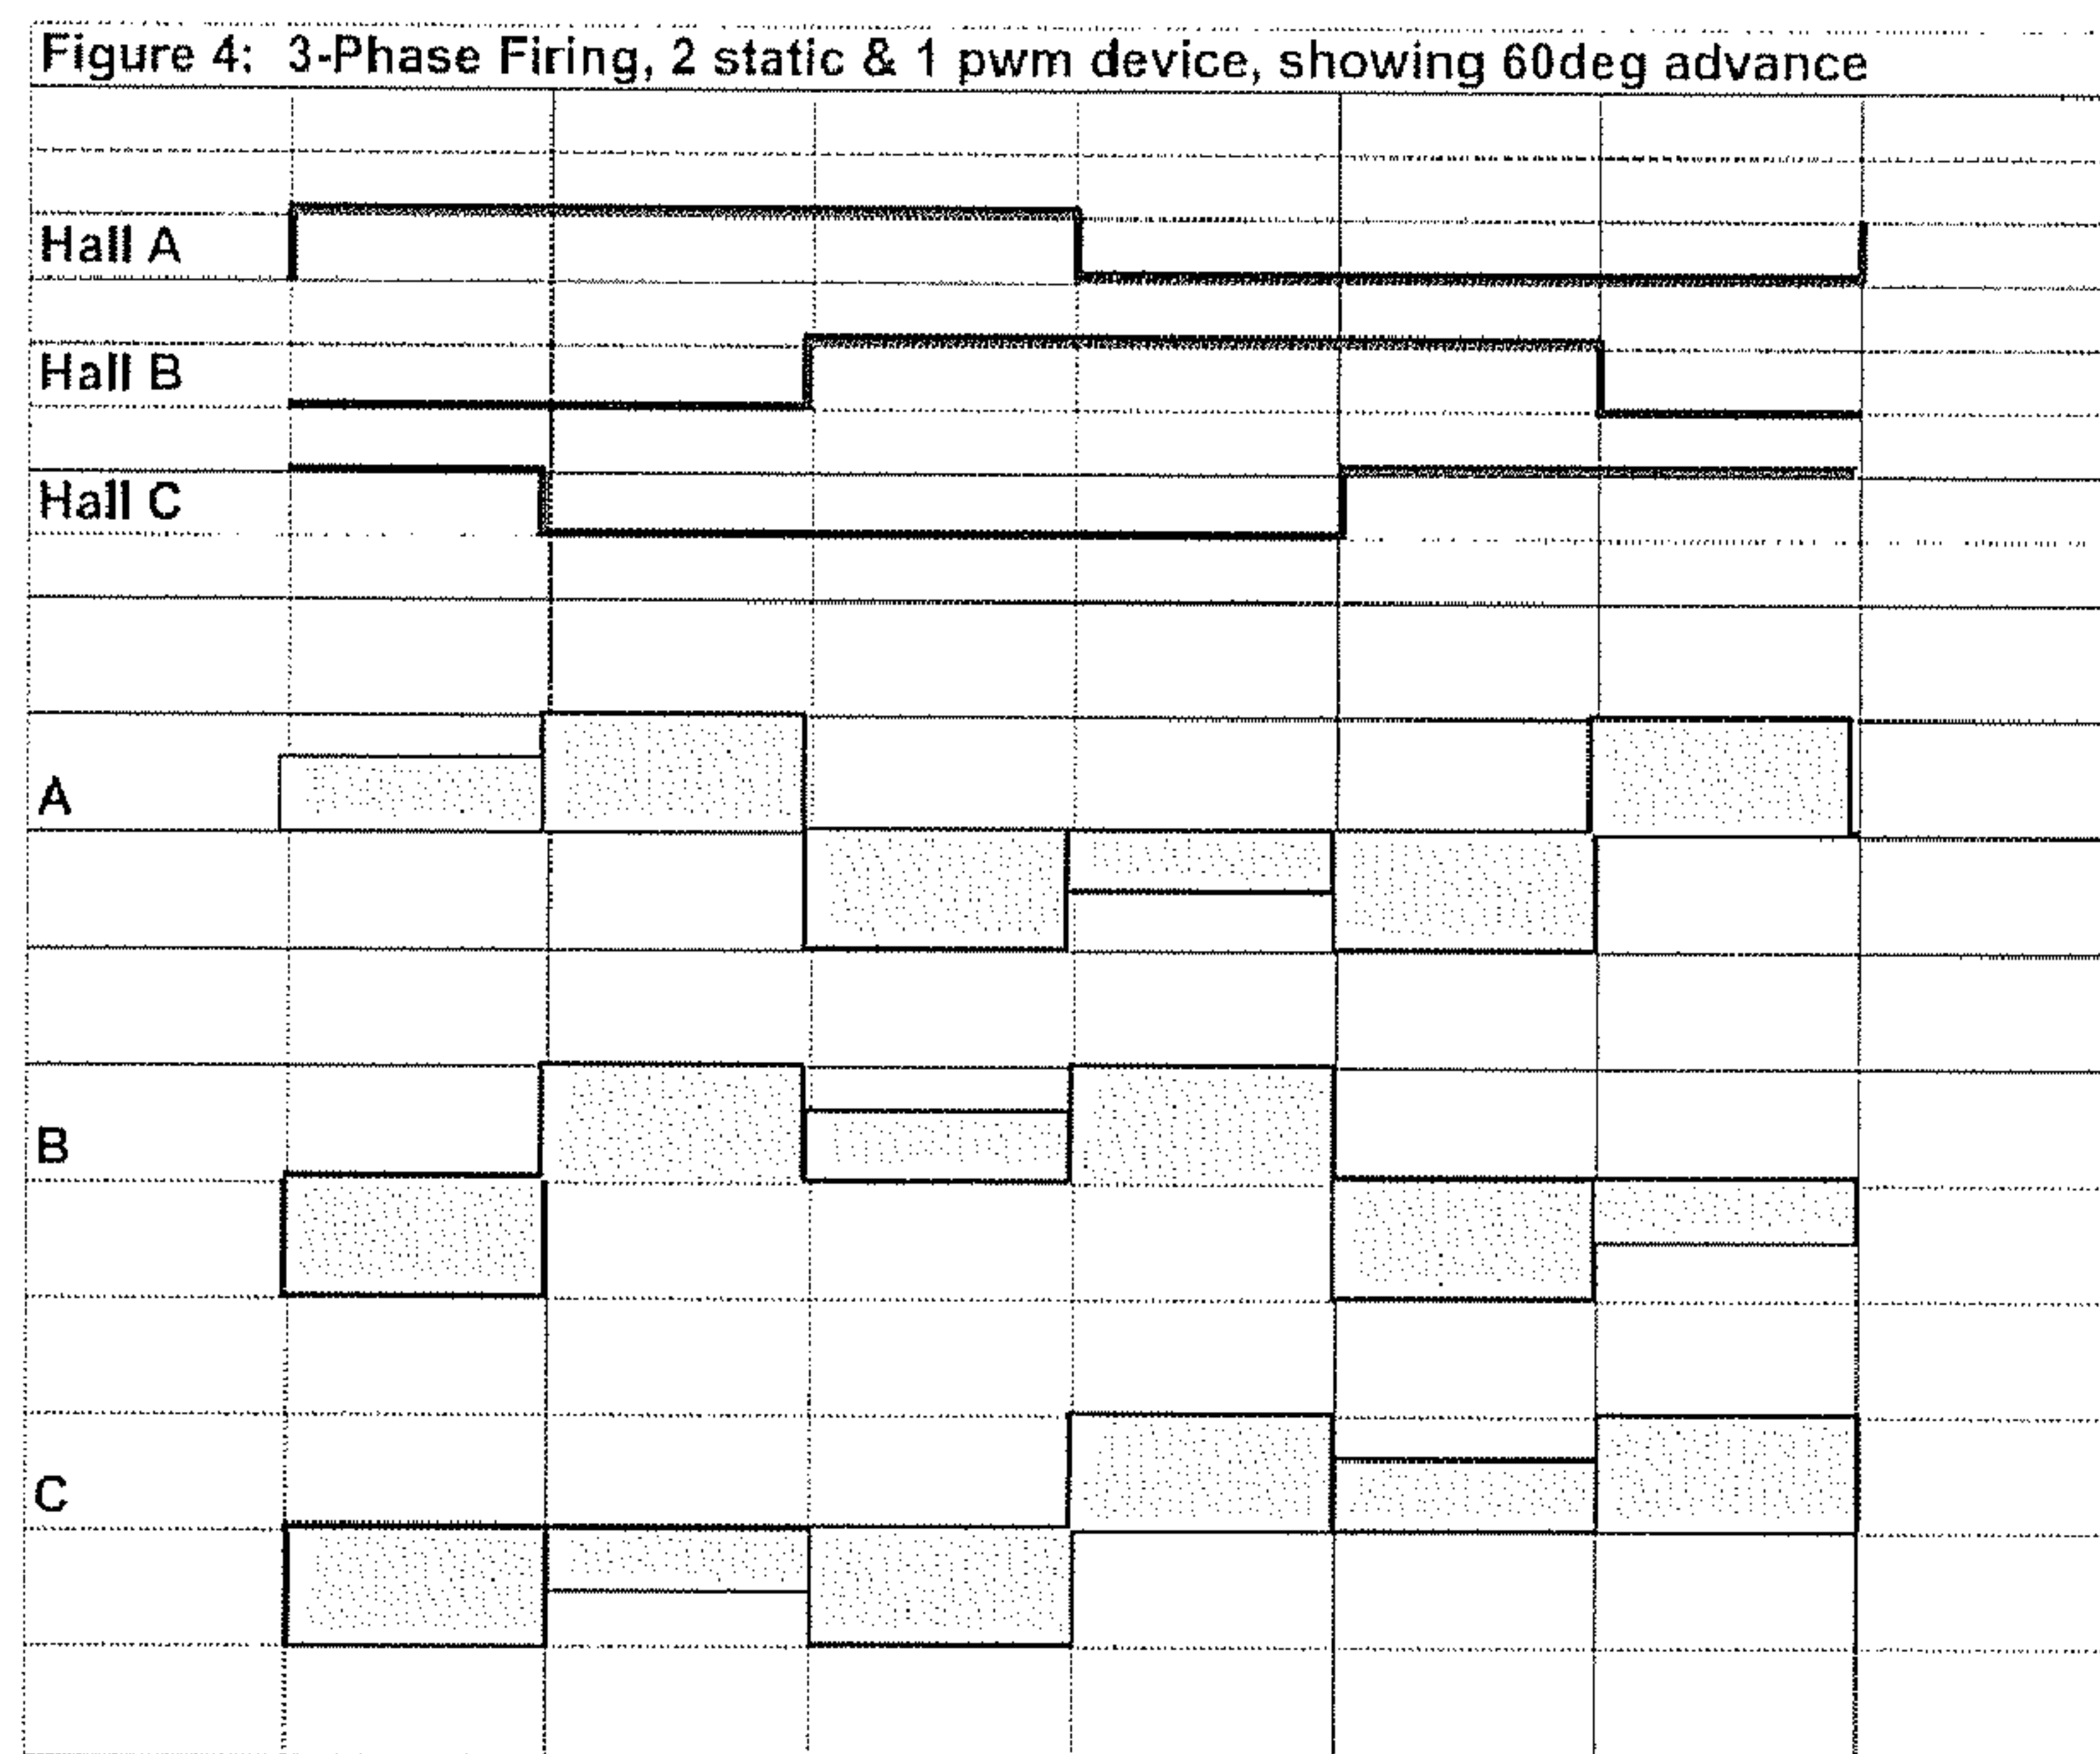 Figure 4: 3-Phase Firing, 2 static & 1 pwm device, showing 60deg advance
Hall A
Hall B
Hall C
A
B
C